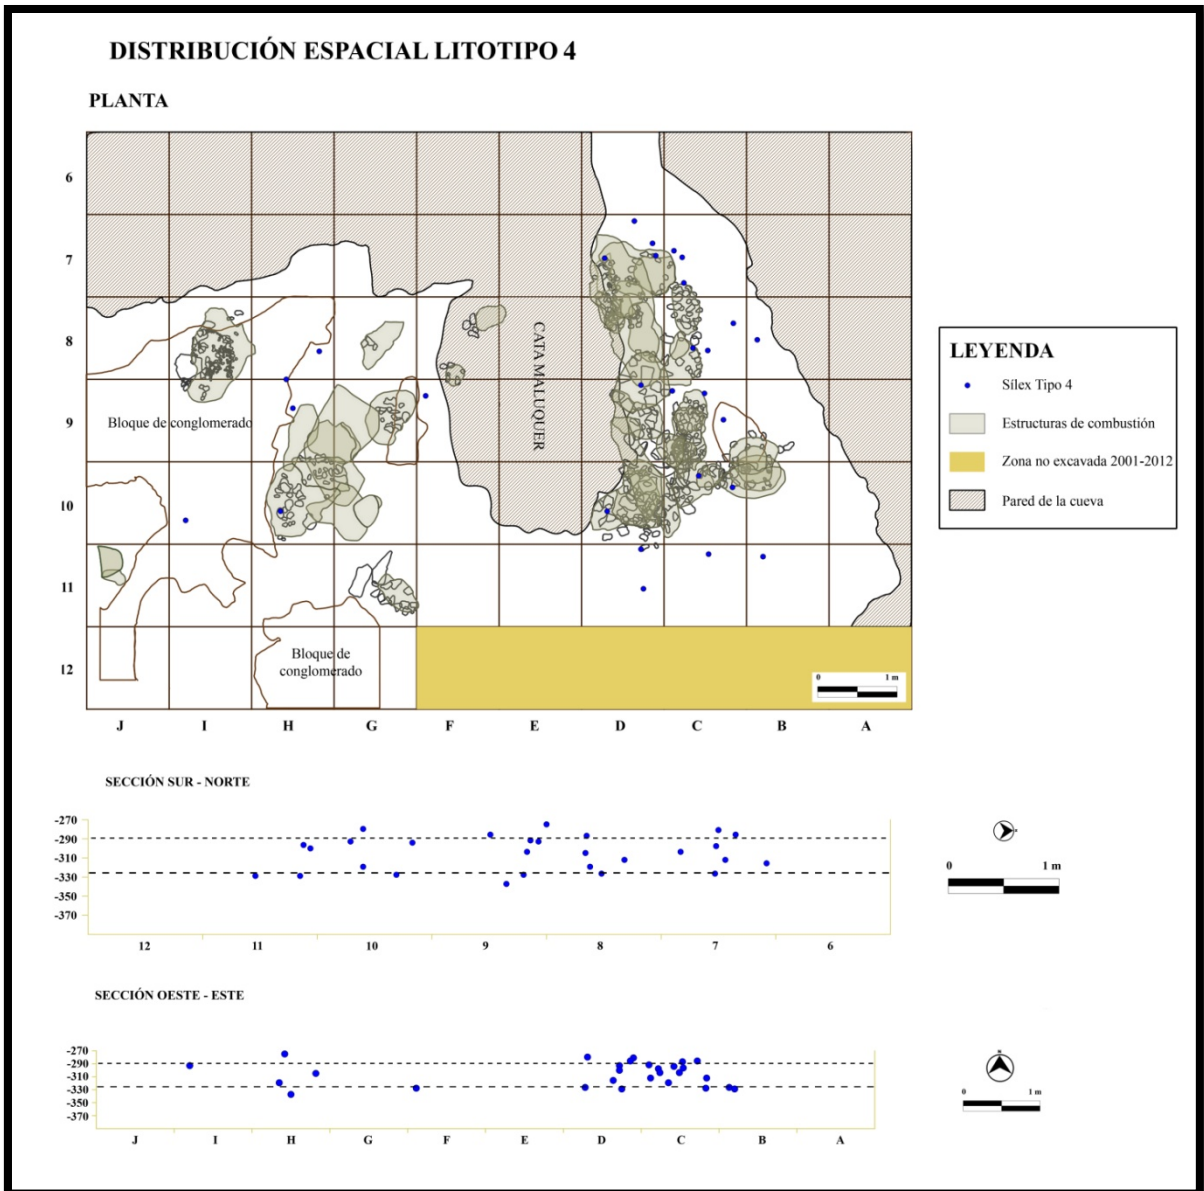 DISTRIBUCIÓN ESPACIAL LITOTIPO 4
PLANTA
6
7
8
9
10
11
12
CATA MALUQUER
Bloque de conglomerado
Bloque de
conglomerado
0 1 m
J I H G F E D C B A
LEYENDA
Sílex Tipo 4
Estructuras de combustión
Zona no excavada 2001-2012
Pared de la cueva
SECCIÓN SUR - NORTE
-270
-290
-310
-330
-350
-370
12 11 10 9 8 7 6
0 1 m
SECCIÓN OESTE - ESTE
-270
-290
-310
-330
-350
-370
J I H G F E D C B A
0 1 m